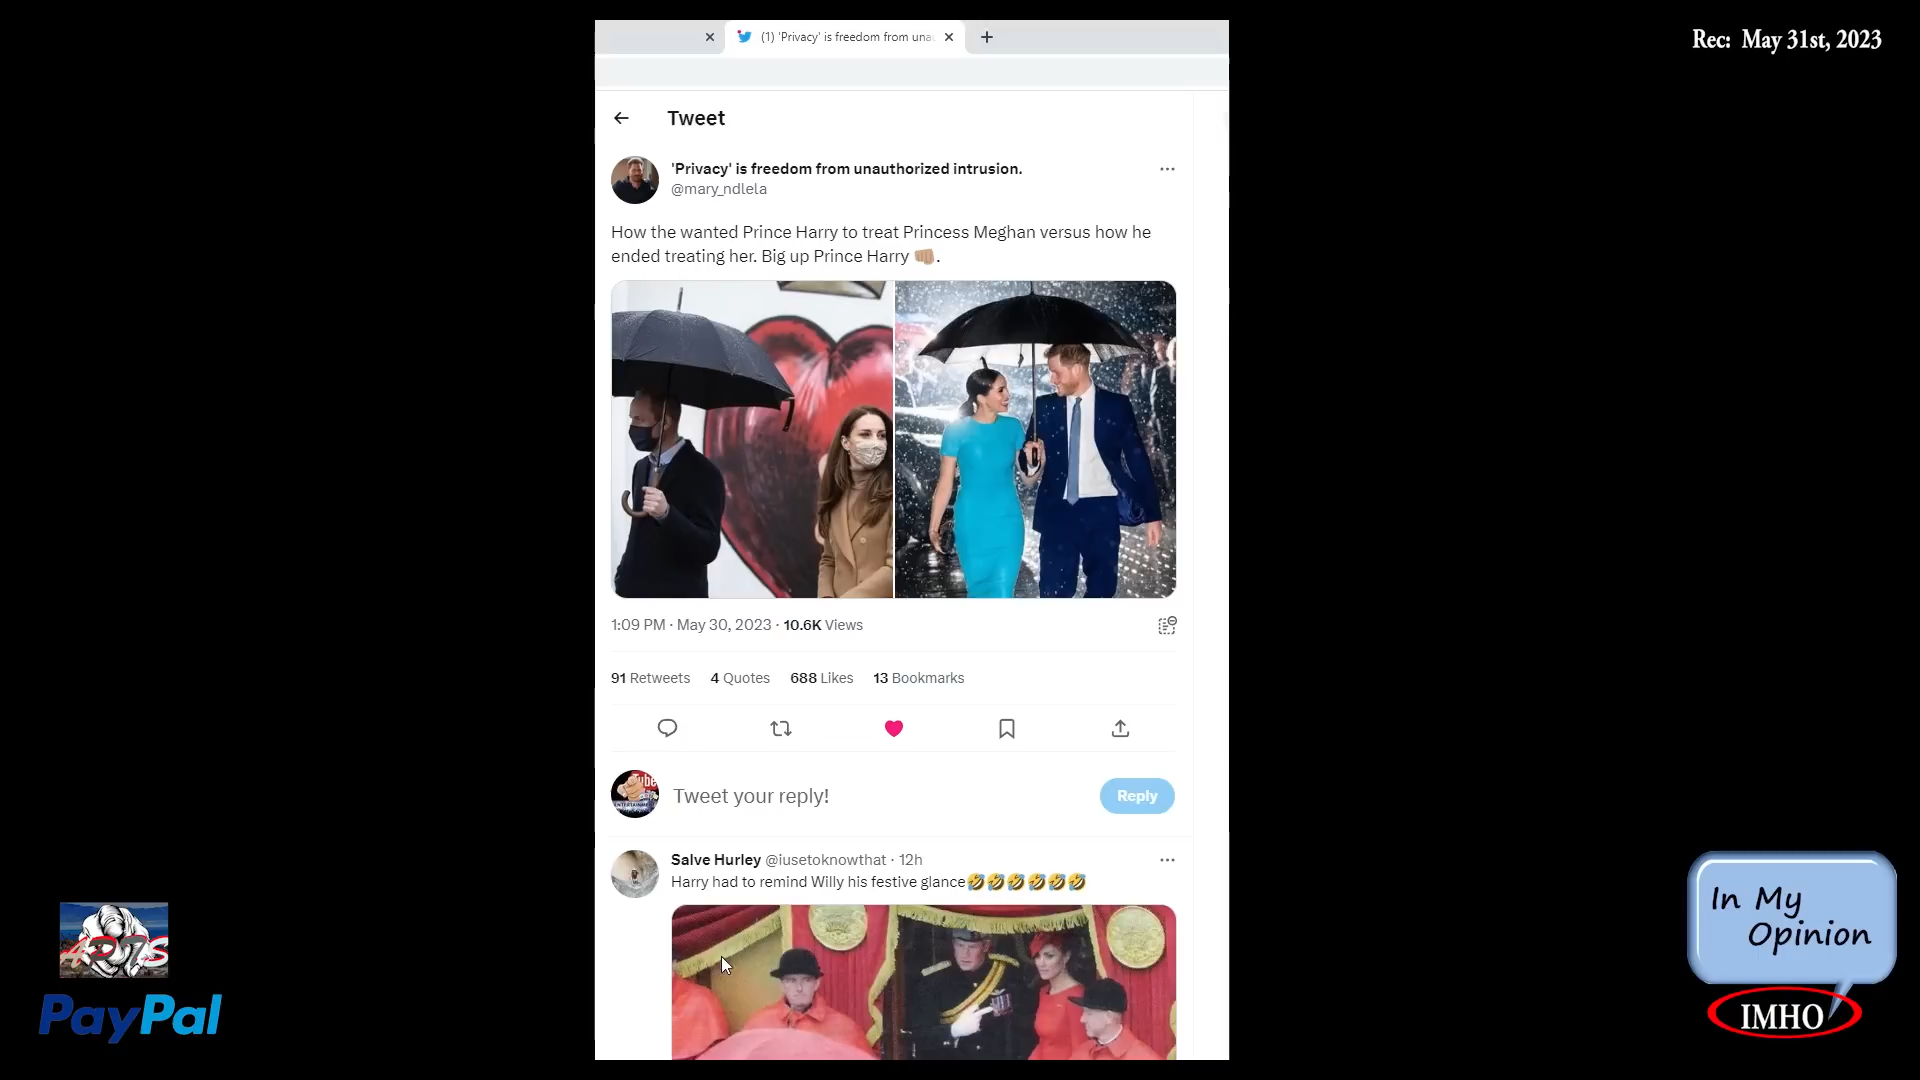 (1) 'Privacy' is freedom from una
Rec: May 31st, 2023
Tweet
'Privacy' is freedom from unauthorized intrusion.
@mary_ndlela
How the wanted Prince Harry to treat Princess Meghan versus how he
ended treating her. Big up Prince Harry 👊🏽.
1:09 PM · May 30, 2023 · 10.6K Views
91 Retweets 4 Quotes 688 Likes 13 Bookmarks
Tweet your reply!
Reply
Salve Hurley @iusetoknowthat · 12h
Harry had to remind Willy his festive glance🤣🤣🤣🤣🤣🤣
PayPal
In My
Opinion
IMHO